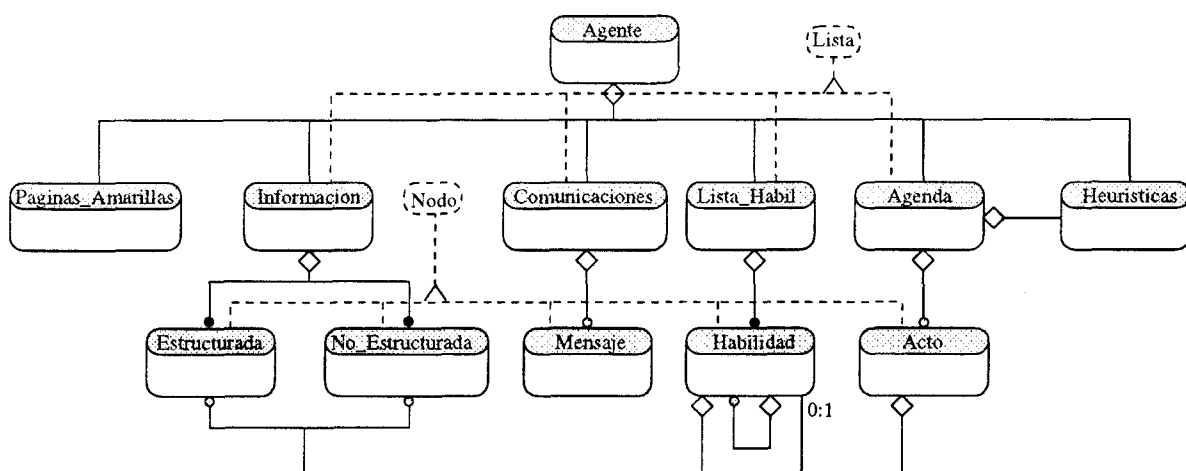 Agente
Lista
Paginas_Amarillas
Informacion
Nodo
Comunicaciones
Lista_Habil
Agenda
Heuristicas
Estructurada
No_Estructurada
Mensaje
Habilidad
Acto
0:1